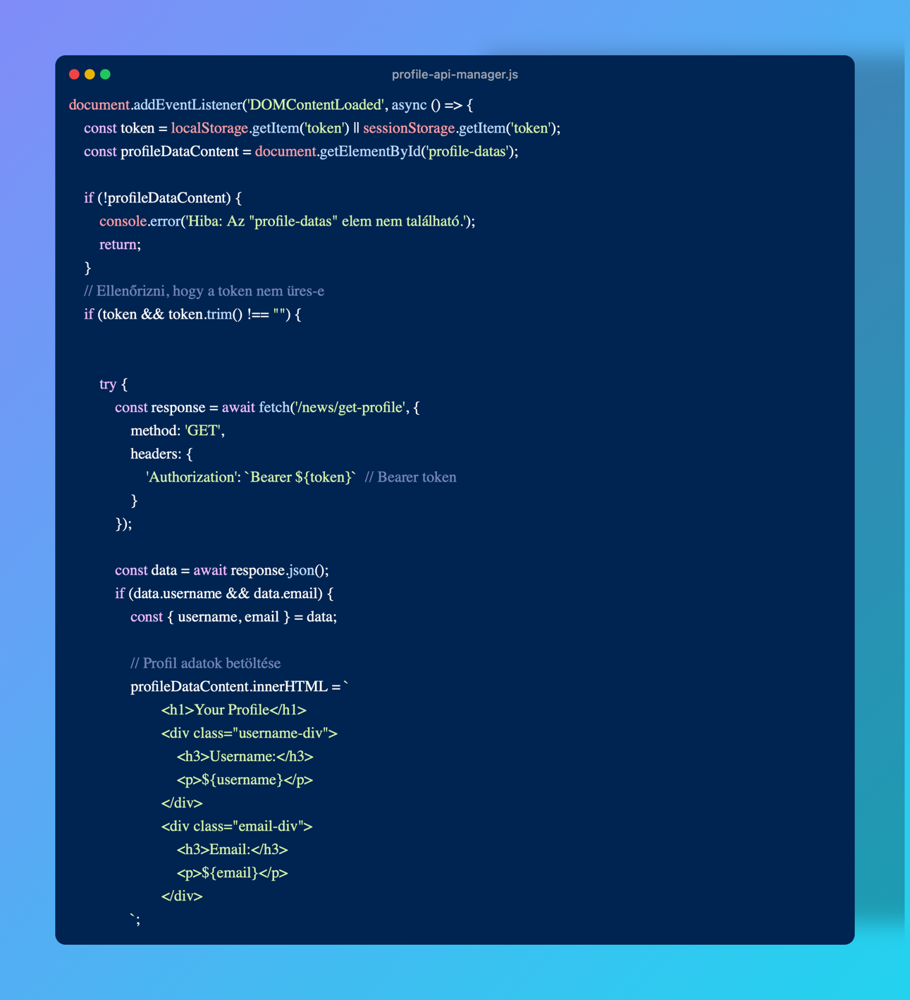 profile-api-manager.js
document.addEventListener('DOMContentLoaded', async () => {
const token = localStorage.getItem('token') || sessionStorage.getItem('token');
const profileDataContent = document.getElementById('profile-datas');
if (!profileDataContent) {
console.error('Hiba: Az "profile-datas" elem nem található.');
return;
}
// Ellenőrizni, hogy a token nem üres-e
if (token && token.trim() !== "") {
try {
const response = await fetch('/news/get-profile', {
method: 'GET',
headers: {
'Authorization': `Bearer ${token}`  // Bearer token
}
});
const data = await response.json();
if (data.username && data.email) {
const { username, email } = data;
// Profil adatok betöltése
profileDataContent.innerHTML = `
<h1>Your Profile</h1>
<div class="username-div">
<h3>Username:</h3>
<p>${username}</p>
</div>
<div class="email-div">
<h3>Email:</h3>
<p>${email}</p>
</div>
`;